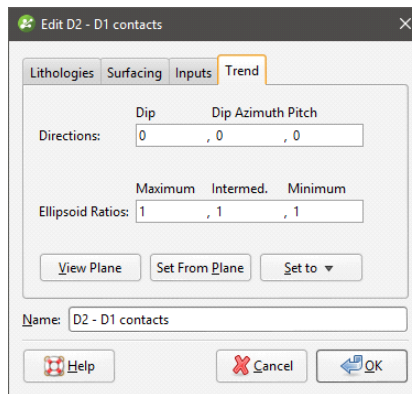 Edit D2 - D1 contacts
Lithologies Surfacing Inputs Trend
Dip Dip Azimuth Pitch
Directions: 0 , 0 , 0
Maximum Intermed. Minimum
Ellipsoid Ratios: 1 , 1 , 1
View Plane Set From Plane Set to
Name: D2 - D1 contacts
Help Cancel OK